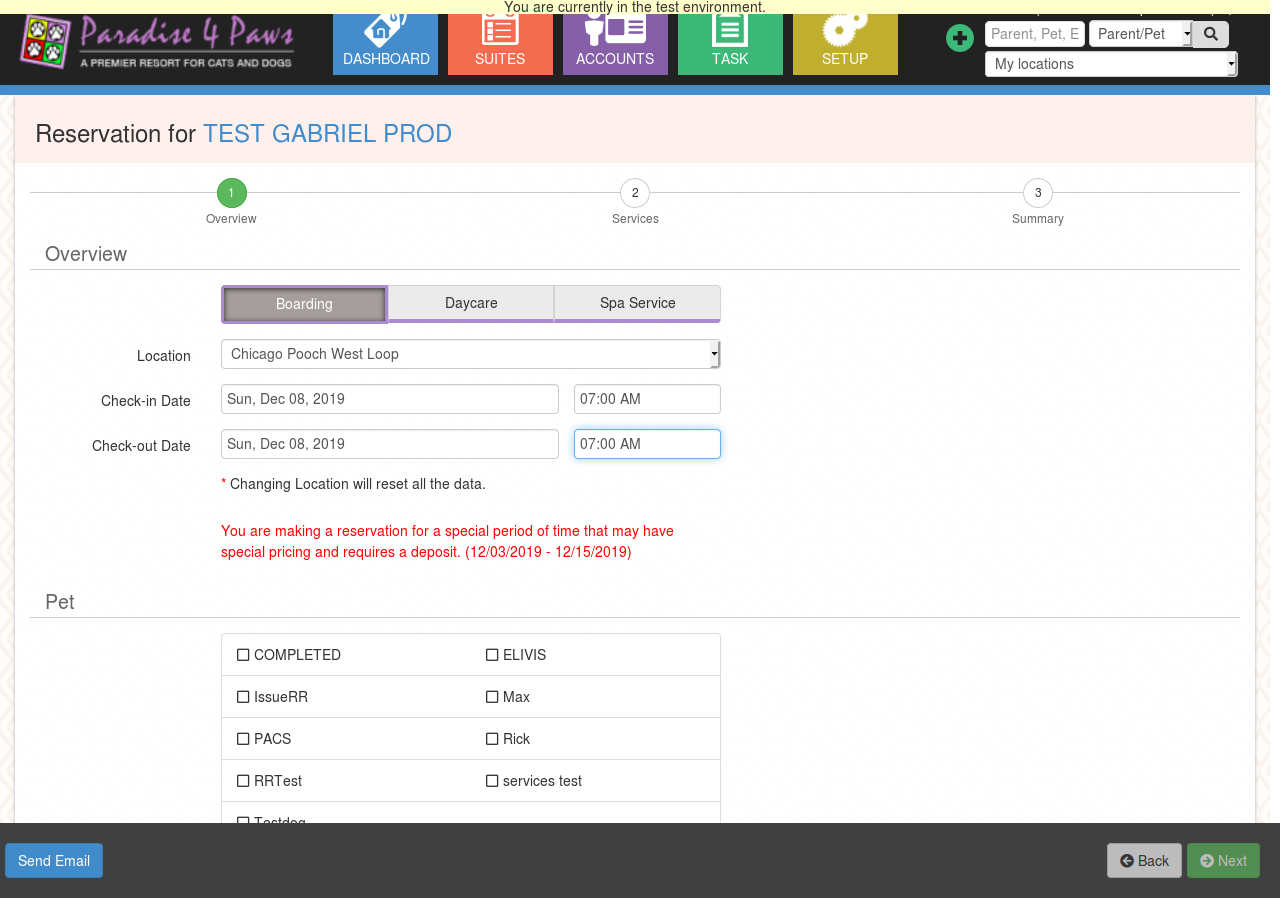 You are currently in the test environment.
Paradise 4 Paws
A PREMIER RESORT FOR CATS AND DOGS
DASHBOARD
SUITES
ACCOUNTS
TASK
SETUP
Parent, Pet, E
Parent/Pet
My locations
Reservation for TEST GABRIEL PROD
1
2
3
Overview
Services
Summary
Overview
Boarding
Daycare
Spa Service
Location
Chicago Pooch West Loop
Check-in Date
Sun, Dec 08, 2019
07:00 AM
Check-out Date
Sun, Dec 08, 2019
07:00 AM
* Changing Location will reset all the data.
You are making a reservation for a special period of time that may have
special pricing and requires a deposit. (12/03/2019 - 12/15/2019)
Pet
COMPLETED
ELIVIS
IssueRR
Max
PACS
Rick
RRTest
services test
Testdog
Send Email
Back
Next